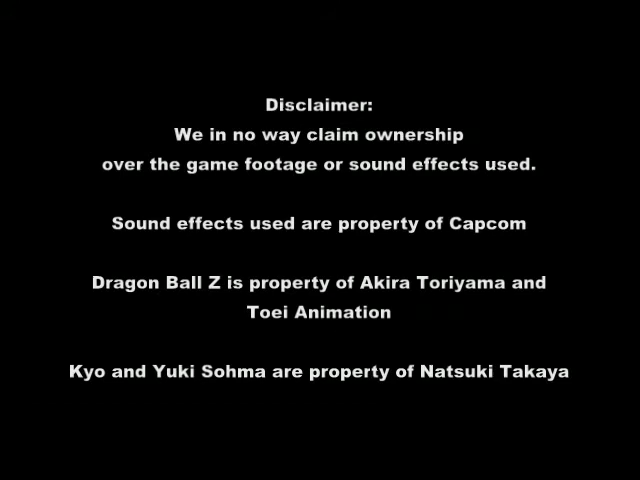 Disclaimer:
We in no way claim ownership
over the game footage or sound effects used.
Sound effects used are property of Capcom
Dragon Ball Z is property of Akira Toriyama and
Toei Animation
Kyo and Yuki Sohma are property of Natsuki Takaya